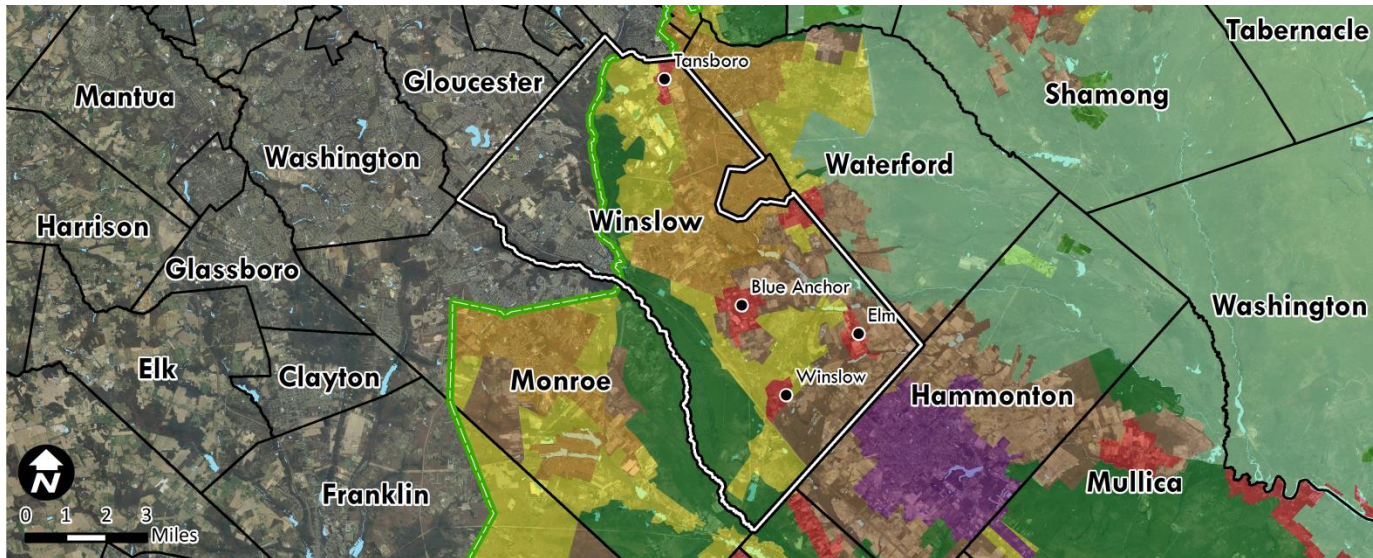 Tabernacle
Tansboro
Gloucester
Mantua
Shamong
Washington
Waterford
Winslow
Harrison
Glassboro
Blue Anchor
Washington
Elm
Elk
Clayton
Monroe
Winslow
Hammonton
Mullica
Franklin
N
0 1 2 3
Miles